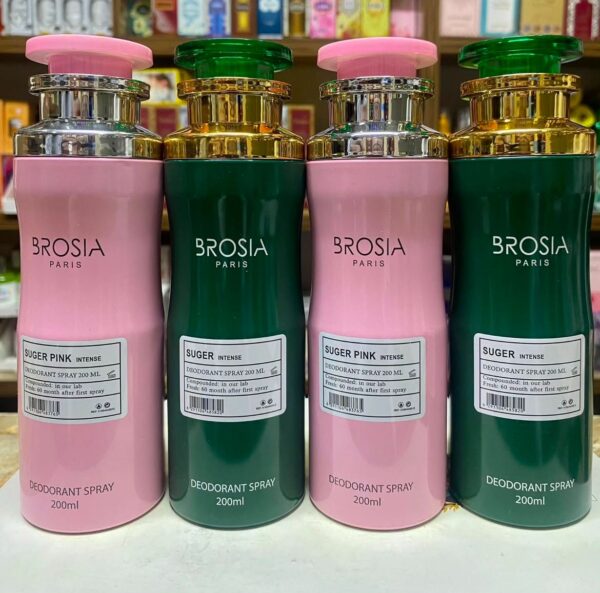 BROSIA
PARIS
SUGER PINK INTENSE
DEODORANT SPRAY 200 ML
Compounded: in our lab
Fresh: 60 month after first spray
DEODORANT SPRAY
200ml
BROSIA
PARIS
SUGER INTENSE
DEODORANT SPRAY 200 ML
Compounded: in our lab
Fresh: 60 month after first spray
DEODORANT SPRAY
200ml
BROSIA
PARIS
SUGER PINK INTENSE
DEODORANT SPRAY 200 ML
Compounded: in our lab
Fresh: 60 month after first spray
DEODORANT SPRAY
200ml
BROSIA
PARIS
SUGER INTENSE
DEODORANT SPRAY 200 ML
Compounded: in our lab
Fresh: 60 month after first spray
DEODORANT SPRAY
200ml